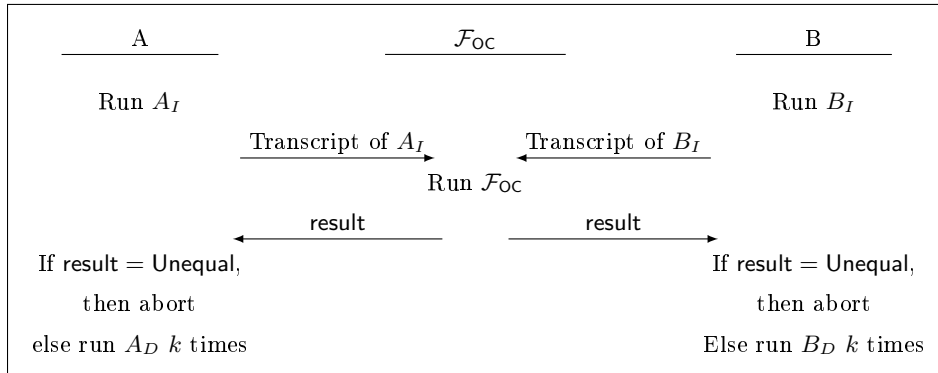 A
𝓕_OC
B
Run A_I
Run B_I
Transcript of A_I
Transcript of B_I
Run 𝓕_OC
result
result
If result = Unequal,
then abort
else run A_D k times
If result = Unequal,
then abort
Else run B_D k times